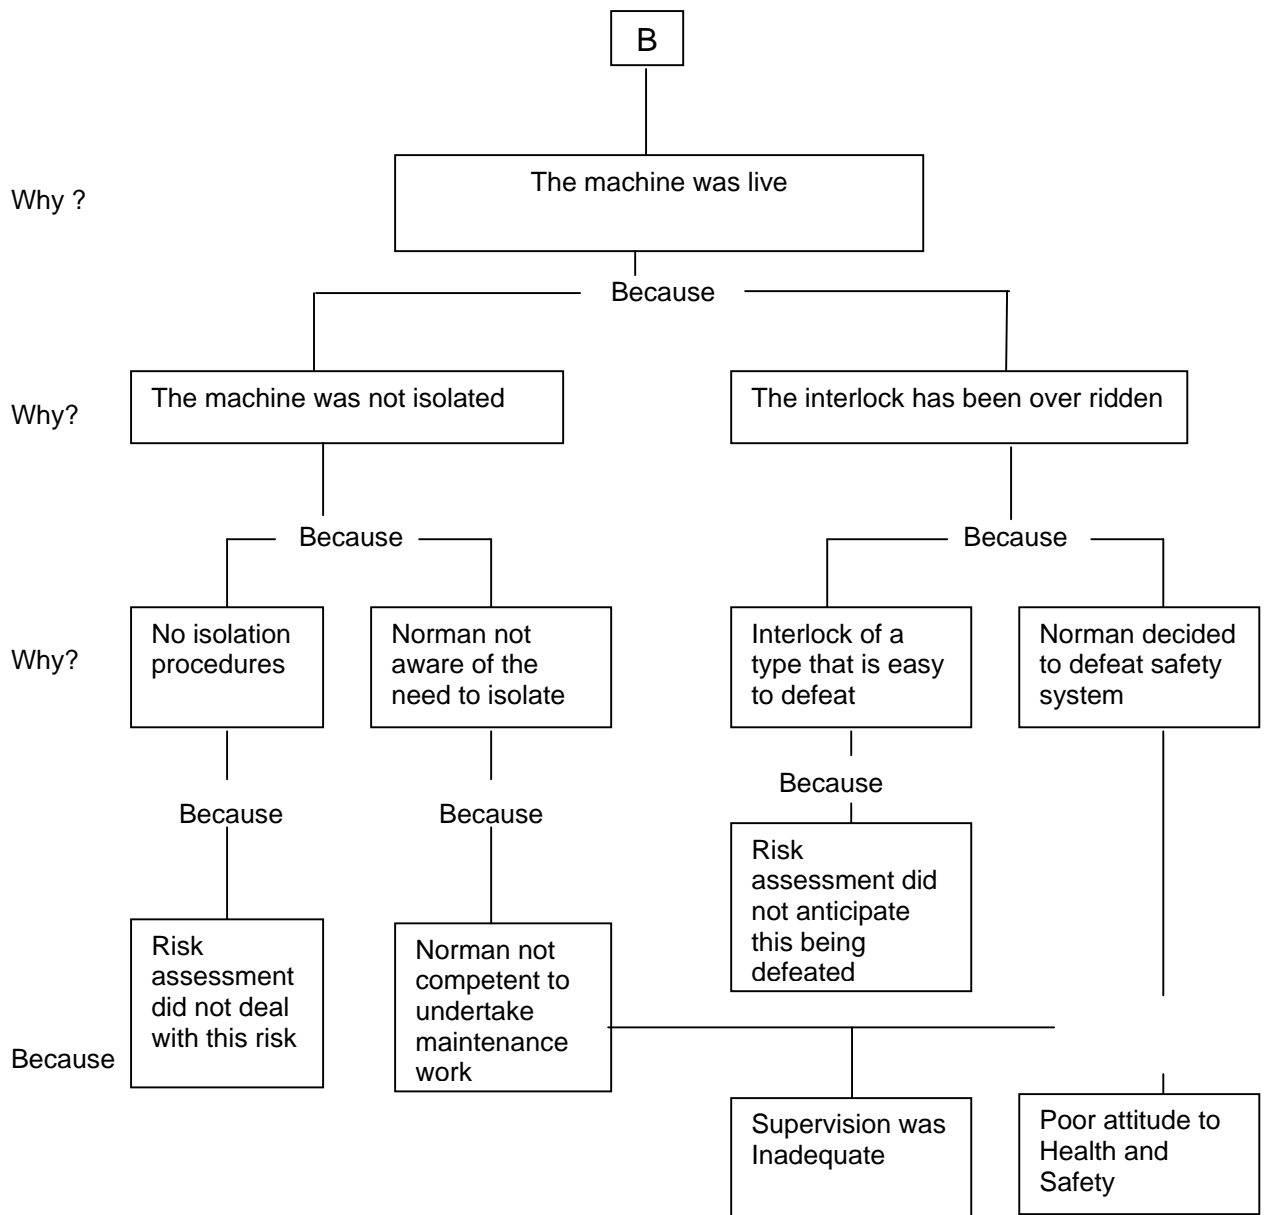 B
Why ?
The machine was live
Because
Why?
The machine was not isolated
The interlock has been over ridden
Because
Because
Why?
No isolation
procedures
Norman not
aware of the
need to isolate
Interlock of a
type that is easy
to defeat
Norman decided
to defeat safety
system
Because
Because
Because
Risk
assessment did
not anticipate
this being
defeated
Because
Risk
assessment
did not deal
with this risk
Norman not
competent to
undertake
maintenance
work
Supervision was
Inadequate
Poor attitude to
Health and
Safety